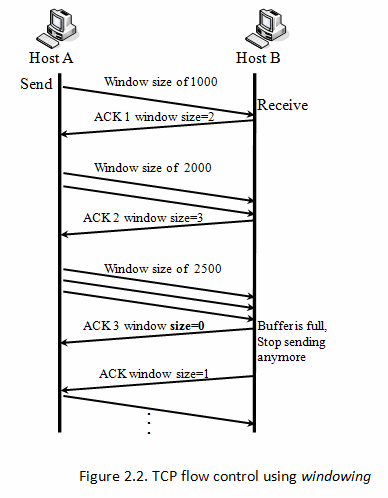 Host A
Host B
Send
Window size of 1000
Receive
ACK 1 window size=2
Window size of 2000
ACK 2 window size=3
Window size of 2500
ACK 3 window size=0
Buffer is full,
Stop sending
anymore
ACK window size=1
Figure 2.2. TCP flow control using windowing